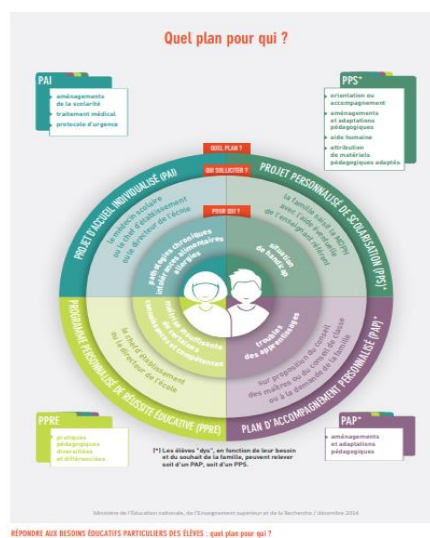 Quel plan pour qui ?
PAI
aménagements
de la scolarité
traitement médical
protocole d'urgence
PPS*
orientation ou
accompagnement
aménagements
et adaptations
pédagogiques
aide humaine
attribution
de matériels
pédagogiques adaptés
QUEL PLAN ?
QUI SOLLICITER ?
POUR QUI ?
PROJET D'ACCUEIL INDIVIDUALISÉ (PAI)
le médecin scolaire
ou le chef d'établissement
ou le directeur de l'école
pathologies chroniques
intolérances alimentaires
allergies
PROJET PERSONNALISÉ DE SCOLARISATION (PPS)*
la famille saisit la MDPH
avec l'aide éventuelle
de l'enseignant référent
situation
de handicap
PROGRAMME PERSONNALISÉ DE RÉUSSITE ÉDUCATIVE (PPRE)
le chef d'établissement
ou le directeur de l'école
maîtrise insuffisante
de certaines
connaissances et compétences
PLAN D'ACCOMPAGNEMENT PERSONNALISÉ (PAP)*
sur proposition du conseil
des maîtres ou du conseil de classe
ou à la demande de la famille
troubles
des apprentissages
PPRE
pratiques
pédagogiques
diversifiées
et différenciées
PAP*
aménagements
et adaptations
pédagogiques
(*) Les élèves "dys", en fonction de leur besoin
et du souhait de la famille, peuvent relever
soit d'un PAP, soit d'un PPS.
Ministère de l'Éducation nationale, de l'Enseignement supérieur et de la Recherche / décembre 2014
RÉPONDRE AUX BESOINS ÉDUCATIFS PARTICULIERS DES ÉLÈVES : quel plan pour qui ?